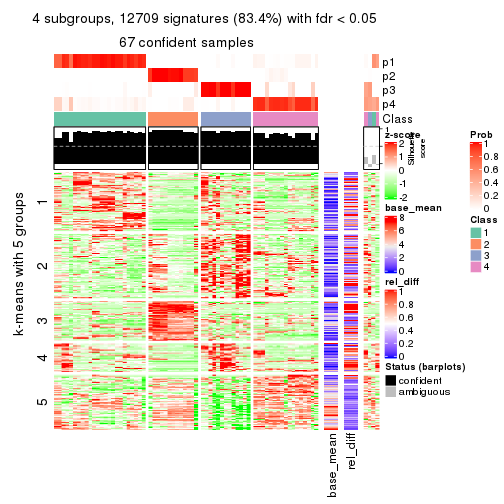 4 subgroups, 12709 signatures (83.4%) with fdr < 0.05
67 confident samples
p1
p2
p3
p4
Class
1
Silhouette
score
k-means with 5 groups
1
2
3
4
5
base_mean
rel_diff
z-score
2
1
0
-1
-2
base_mean
8
6
4
2
0
rel_diff
1
0.8
0.6
0.4
0.2
0
Status (barplots)
confident
ambiguous
Prob
1
0.8
0.6
0.4
0.2
0
Class
1
2
3
4